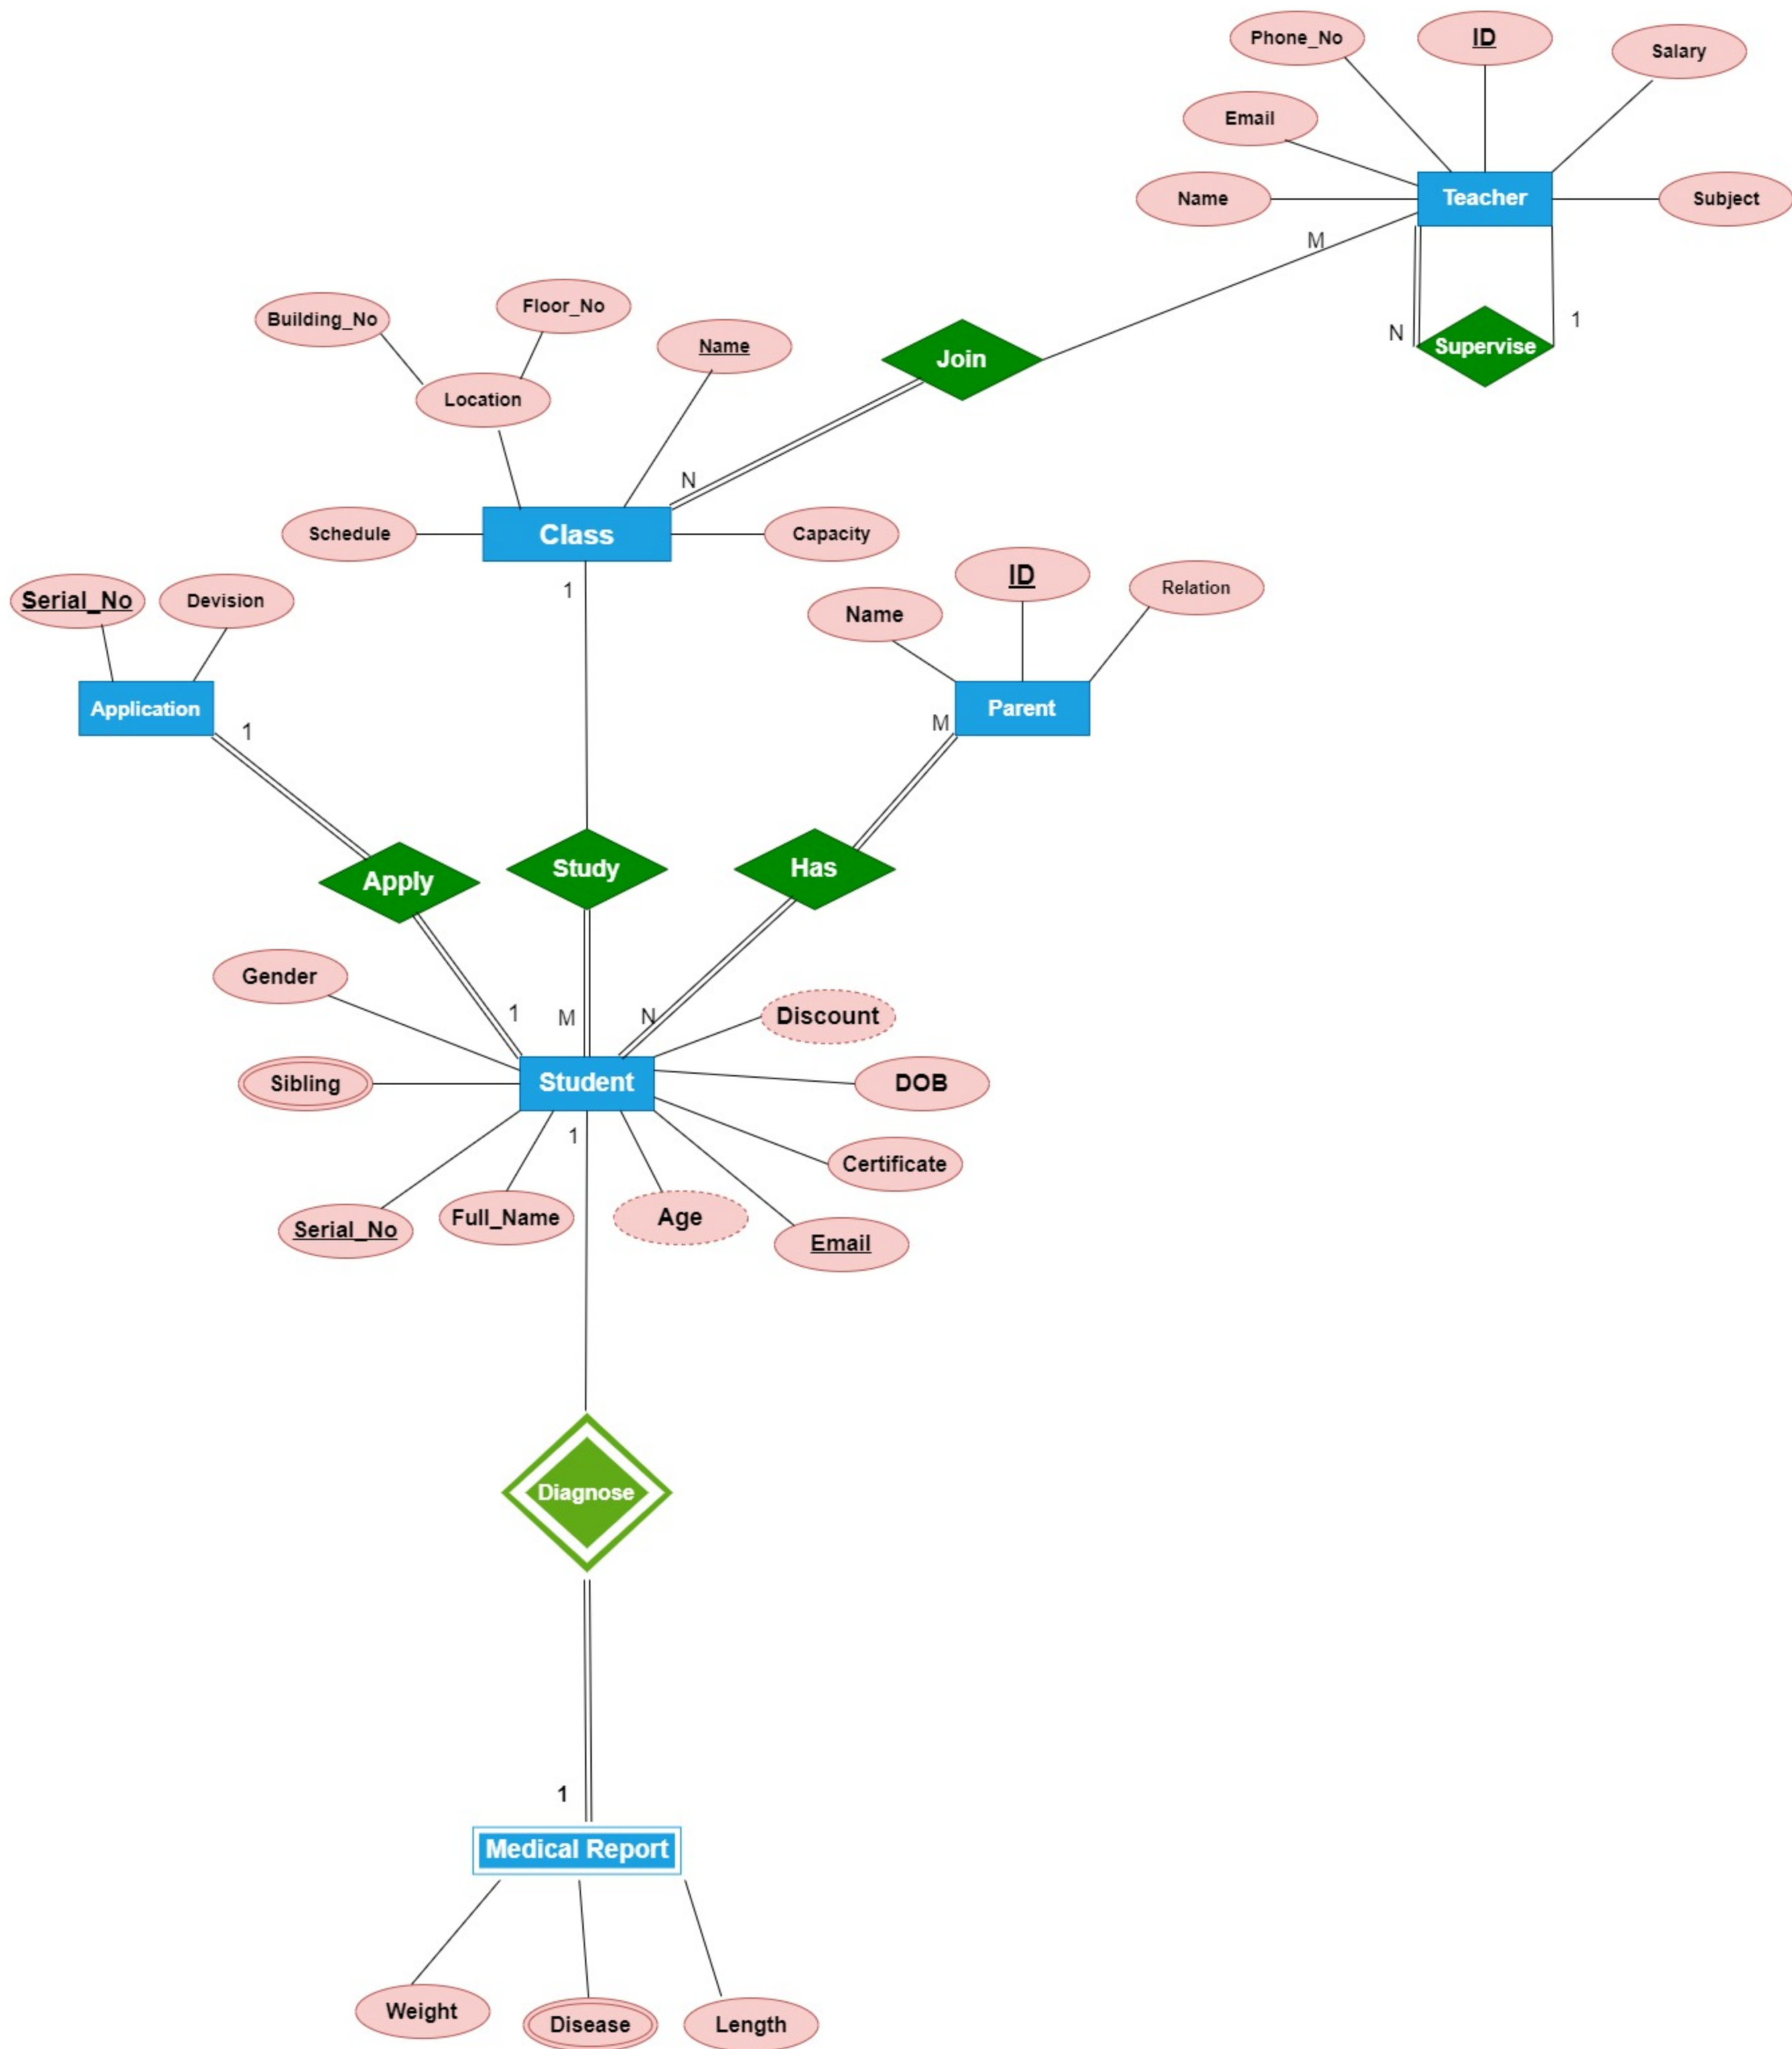 Phone_No
ID
Salary
Email
Name
Teacher
Subject
M
N
Supervise
1
Building_No
Floor_No
Name
Location
Join
N
Schedule
Class
Capacity
1
Serial_No
Devision
Name
ID
Relation
Application
Parent
1
M
Apply
Study
Has
Gender
1
M
N
Discount
Sibling
Student
DOB
1
Certificate
Serial_No
Full_Name
Age
Email
Diagnose
1
Medical Report
Weight
Disease
Length